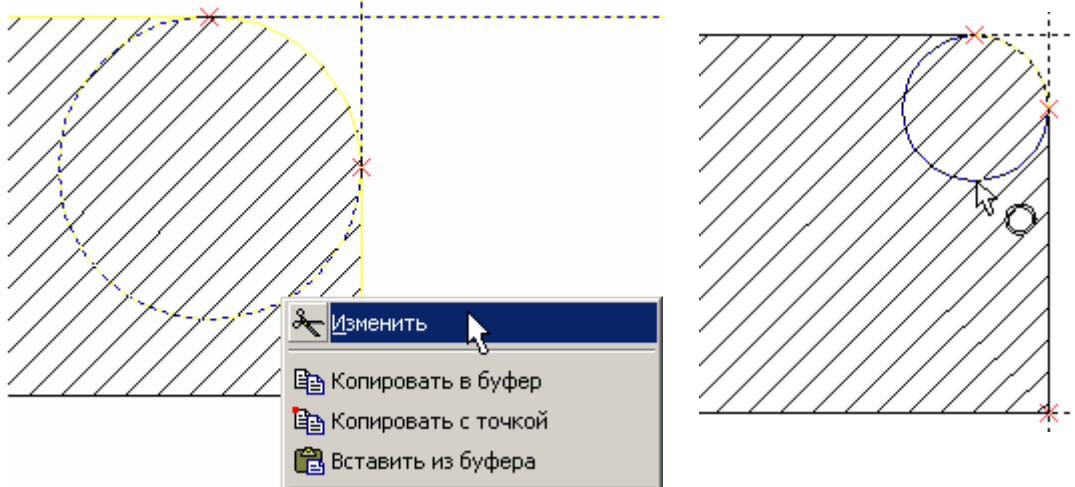 Изменить
Копировать в буфер
Копировать с точкой
Вставить из буфера